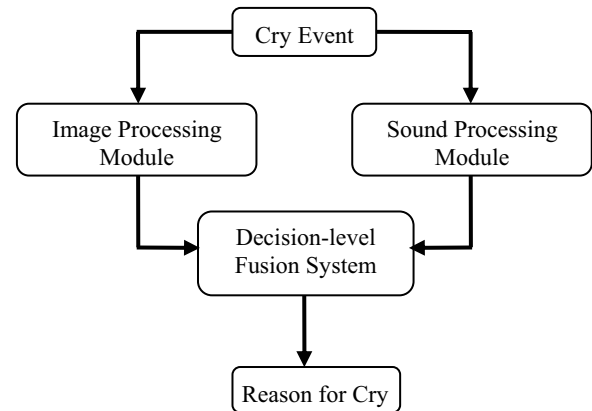 Cry Event
Image Processing
Module
Sound Processing
Module
Decision-level
Fusion System
Reason for Cry